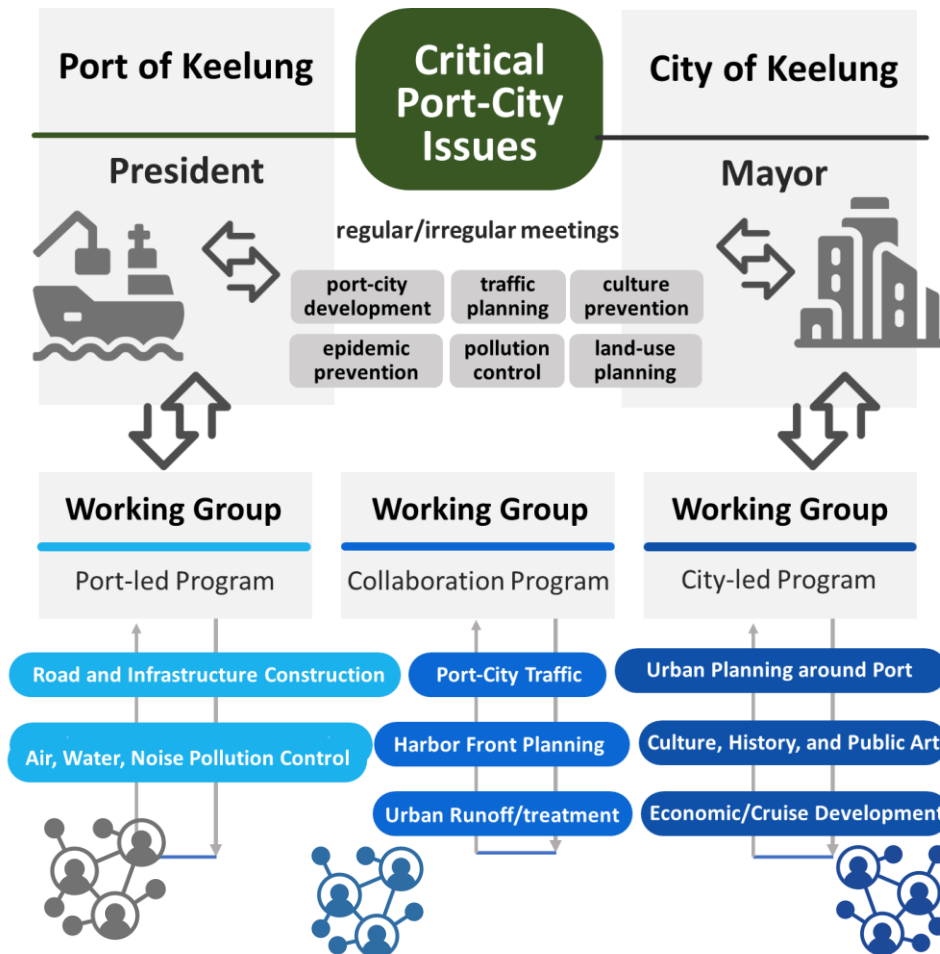 Port of Keelung
Critical
Port-City
Issues
City of Keelung
President
Mayor
regular/irregular meetings
port-city
development
traffic
planning
culture
prevention
epidemic
prevention
pollution
control
land-use
planning
Working Group
Port-led Program
Working Group
Collaboration Program
Working Group
City-led Program
Road and Infrastructure Construction
Air, Water, Noise Pollution Control
Port-City Traffic
Harbor Front Planning
Urban Runoff/treatment
Urban Planning around Port
Culture, History, and Public Art
Economic/Cruise Development